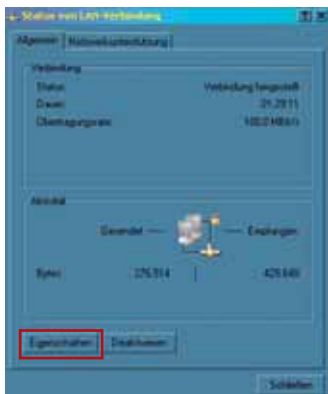 Status von LAN-Verbindung
Allgemein Netzwerkunterstützung
Verbindung
Status: Verbindung hergestellt
Dauer:
Übertragungsrate: 100,0 MBit/s
Aktivität
Gesendet Empfangen
Bytes:
Eigenschaften Deaktivieren
Schließen